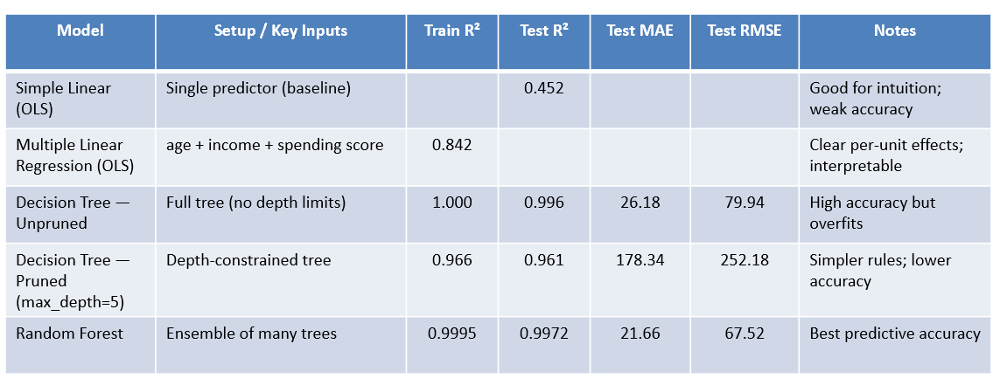 Model Setup / Key Inputs Train R² Test R² Test MAE Test RMSE Notes
Simple Linear (OLS) Single predictor (baseline) 0.452 Good for intuition; weak accuracy
Multiple Linear Regression (OLS) age + income + spending score 0.842 Clear per-unit effects; interpretable
Decision Tree — Unpruned Full tree (no depth limits) 1.000 0.996 26.18 79.94 High accuracy but overfits
Decision Tree — Pruned (max_depth=5) Depth-constrained tree 0.966 0.961 178.34 252.18 Simpler rules; lower accuracy
Random Forest Ensemble of many trees 0.9995 0.9972 21.66 67.52 Best predictive accuracy